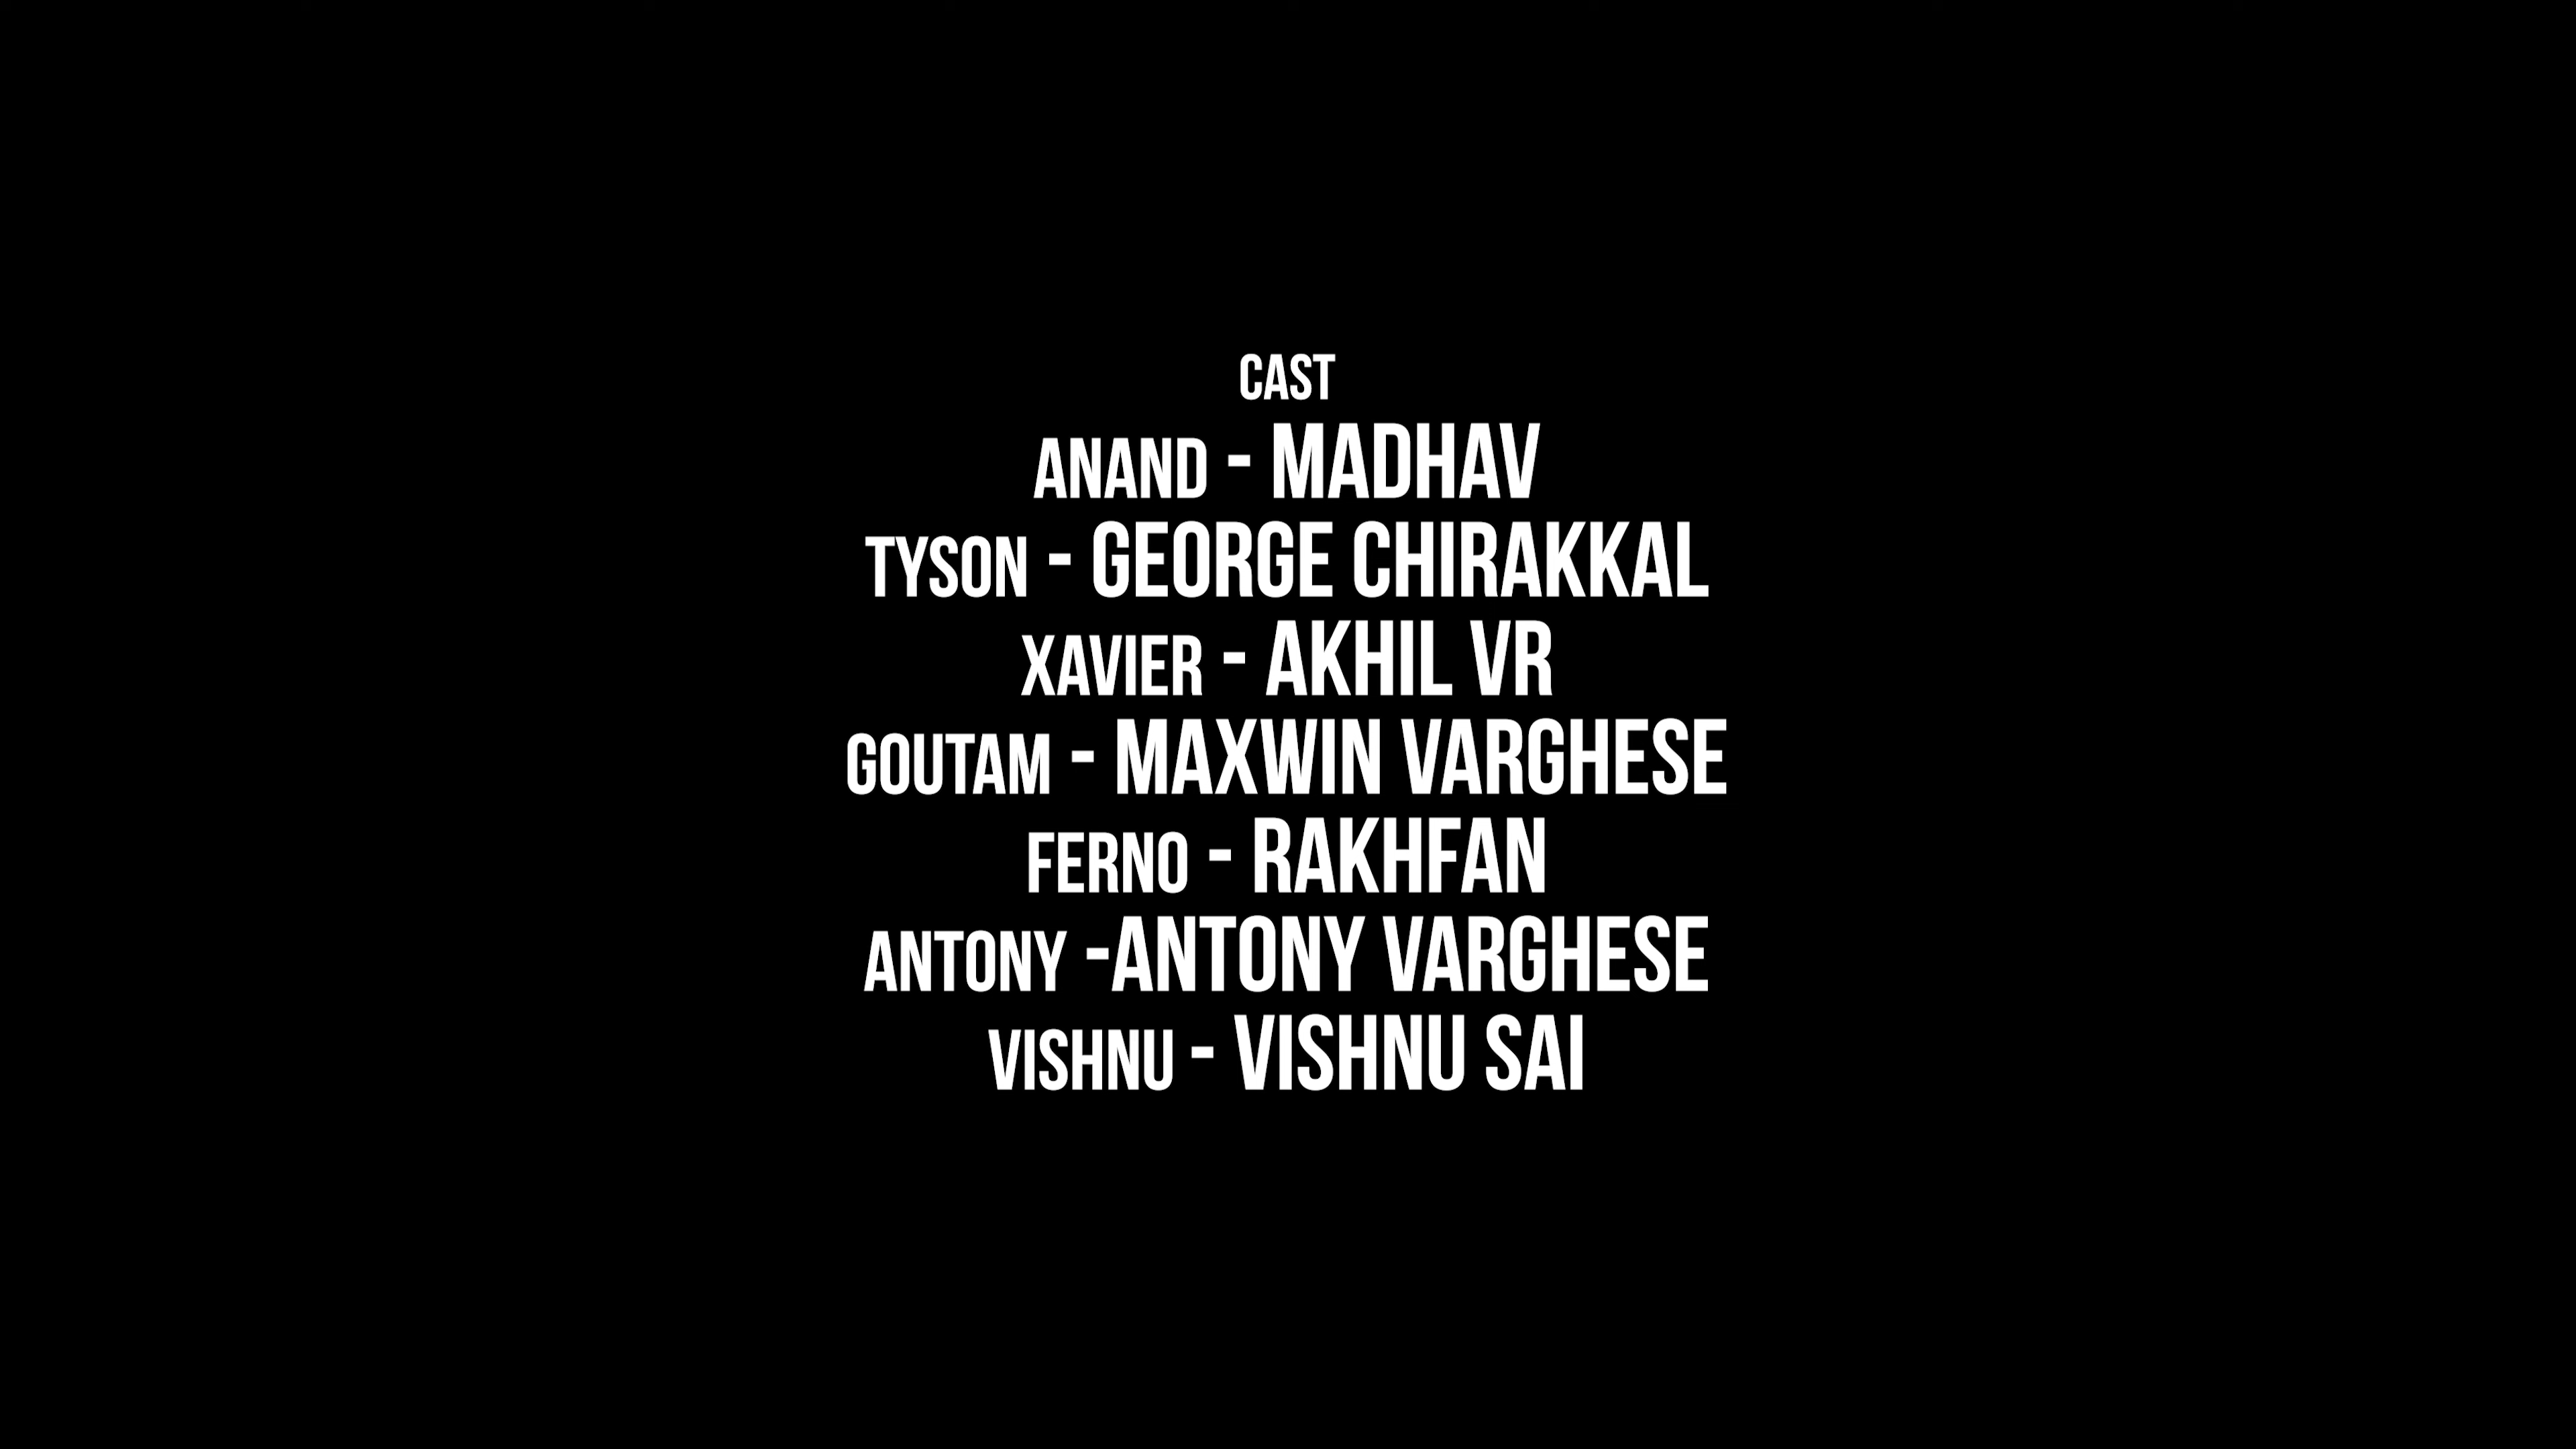 CAST
ANAND - MADHAV
TYSON - GEORGE CHIRAKKAL
XAVIER - AKHIL VR
GOUTAM - MAXWIN VARGHESE
FERNO - RAKHFAN
ANTONY -ANTONY VARGHESE
VISHNU - VISHNU SAI